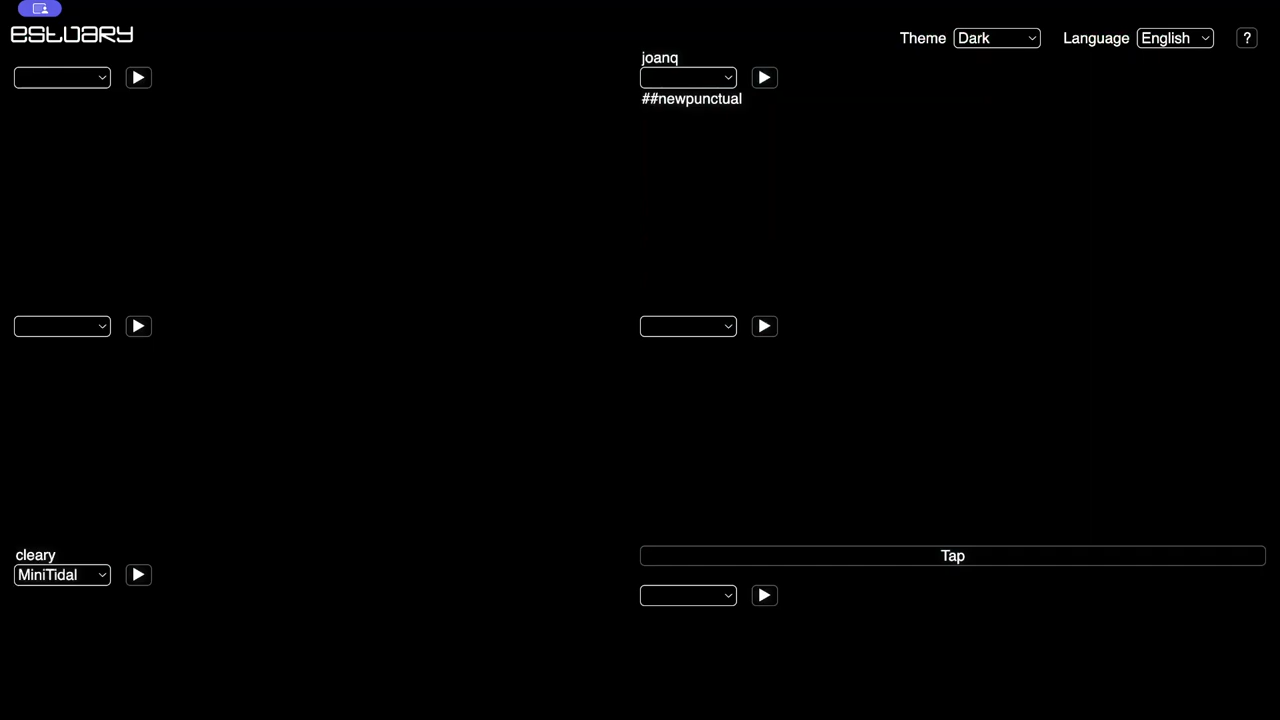 estuary
Theme Dark Language English ?
joanq
##newpunctual
cleary
MiniTidal
Tap